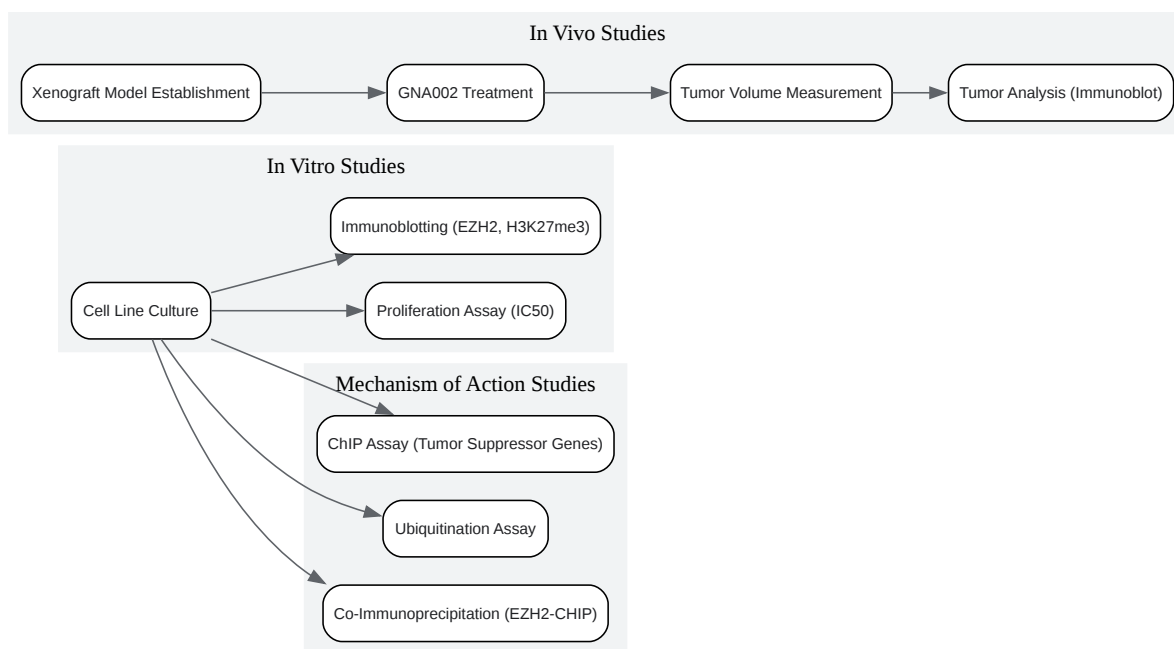 In Vivo Studies
Xenograft Model Establishment
GNA002 Treatment
Tumor Volume Measurement
Tumor Analysis (Immunoblot)
In Vitro Studies
Immunoblotting (EZH2, H3K27me3)
Cell Line Culture
Proliferation Assay (IC50)
Mechanism of Action Studies
ChIP Assay (Tumor Suppressor Genes)
Ubiquitination Assay
Co-Immunoprecipitation (EZH2-CHIP)